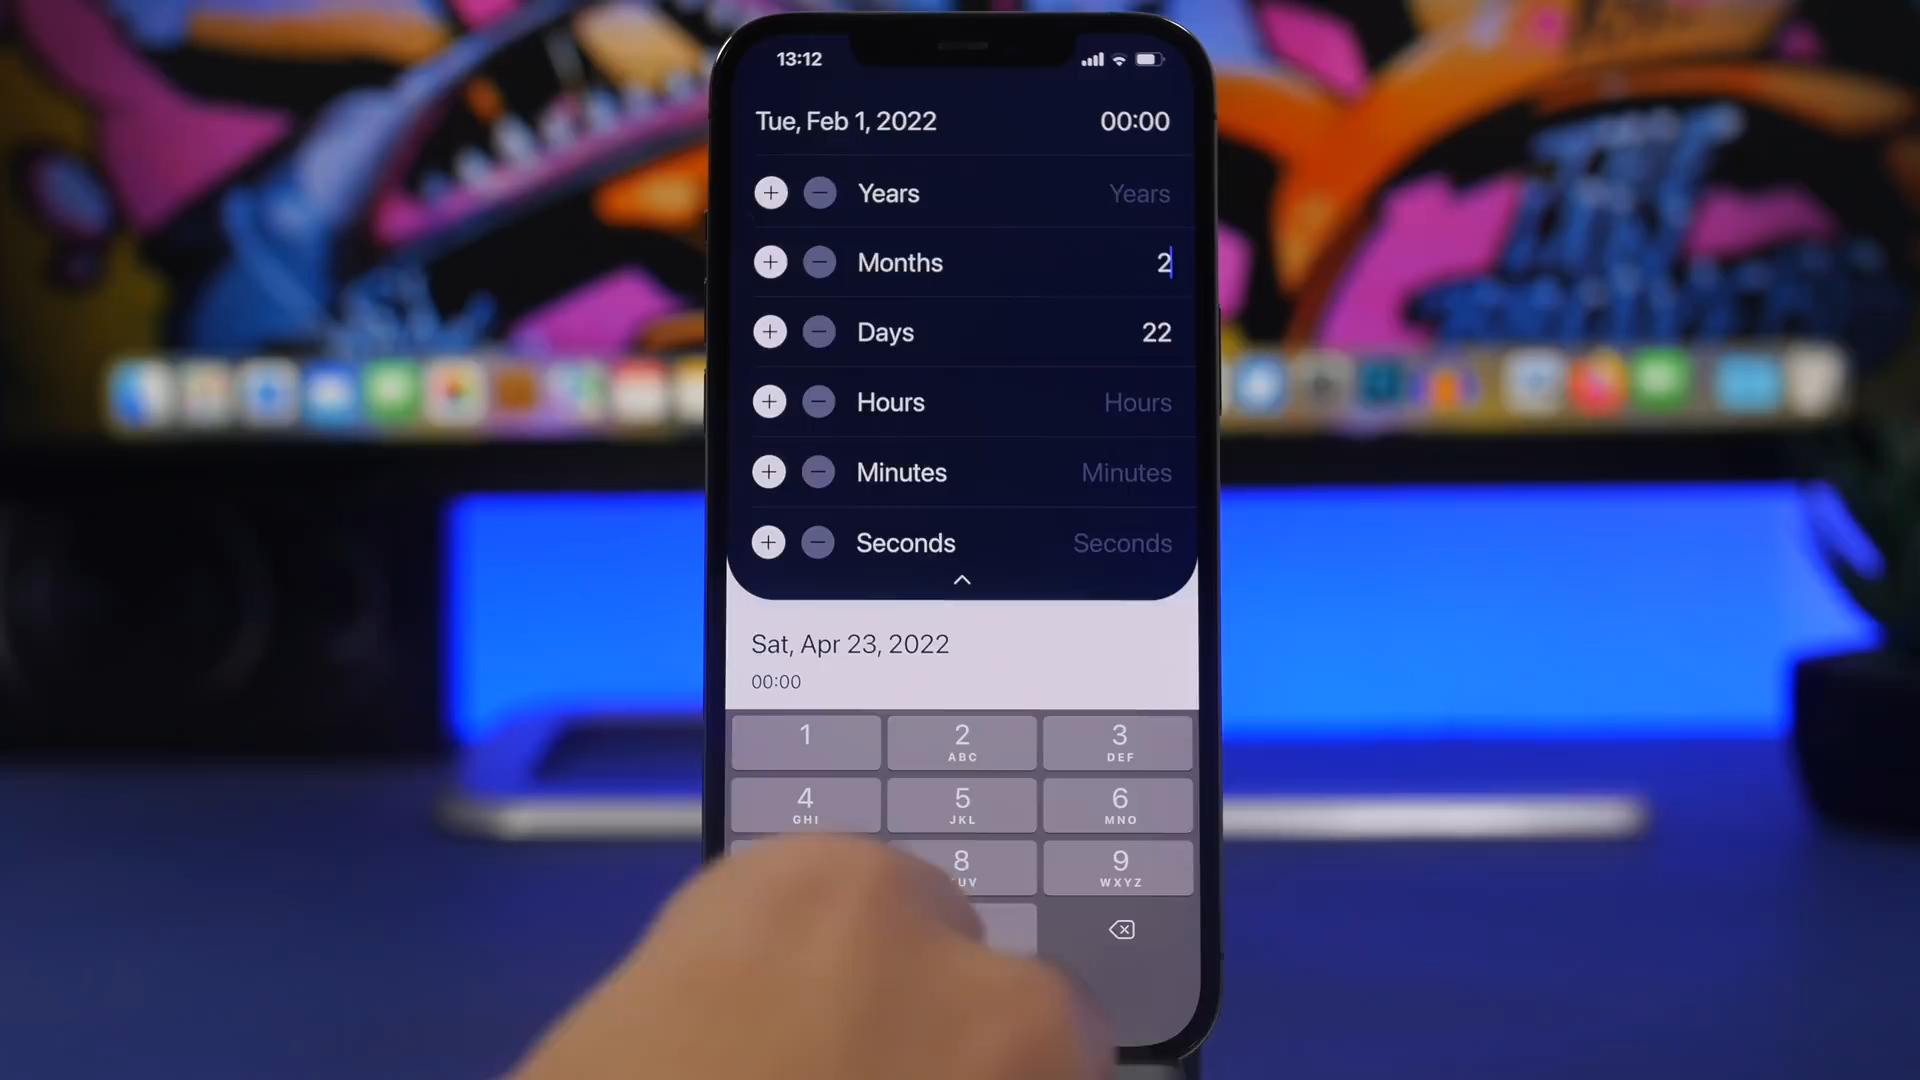 13:12
Tue, Feb 1, 2022 00:00
Years Years
Months 2
Days 22
Hours Hours
Minutes Minutes
Seconds Seconds
Sat, Apr 23, 2022
00:00
1 2 3
ABC DEF
4 5 6
GHI JKL MNO
8 9
UV WXYZ